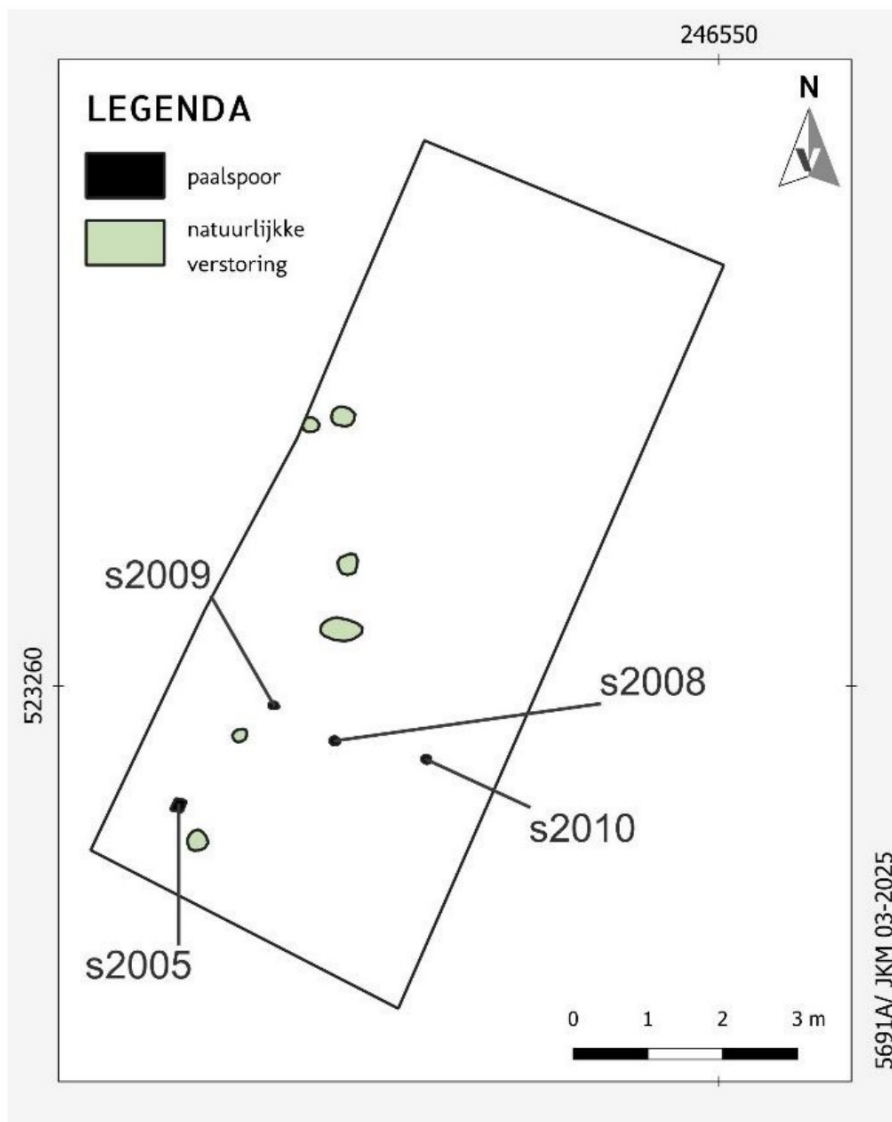 246550
LEGENDA
N
paalspoor
natuurlijkke
verstoring
s2009
523260
s2008
s2010
s2005
0 1 2 3 m
5691A/ JKM 03-2025